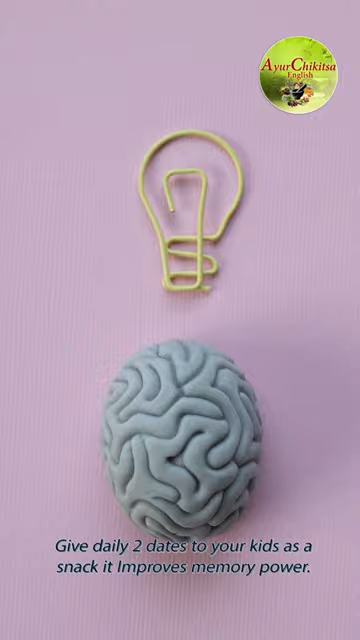 AyurChikitsa
English
Give daily 2 dates to your kids as a
snack it Improves memory power.